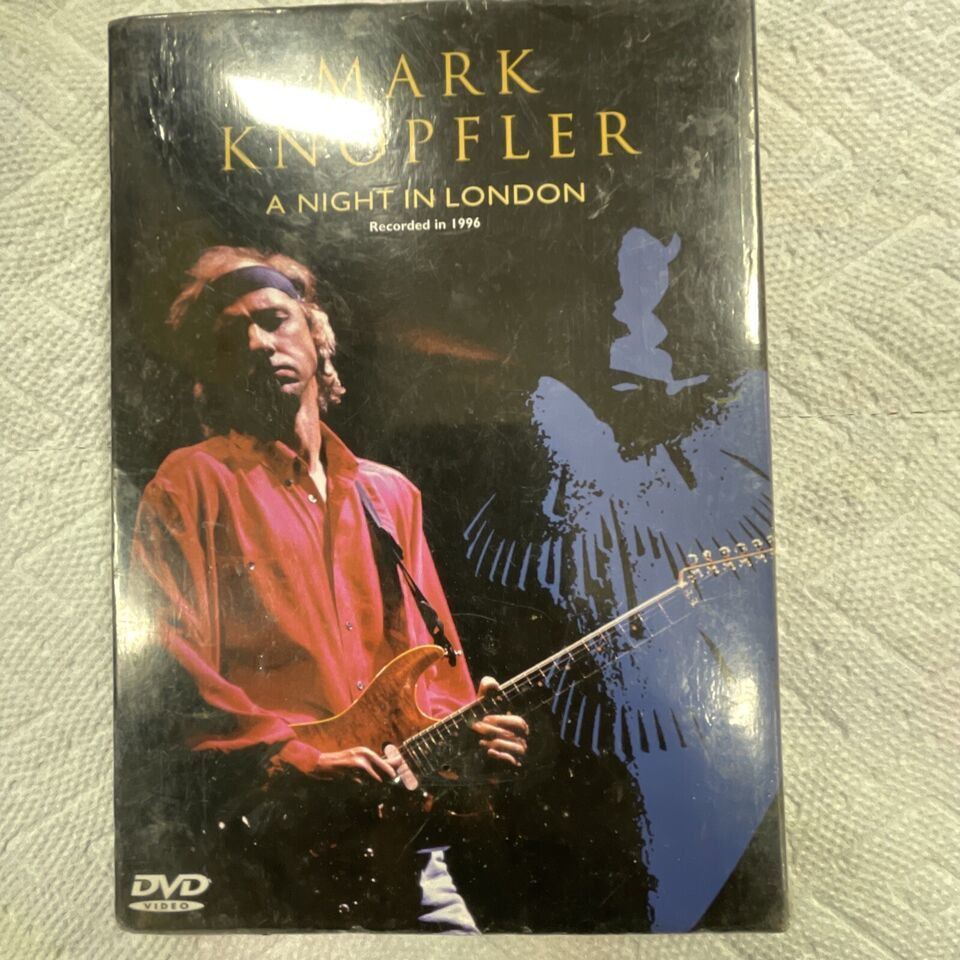 MARK
KNOPFLER
A NIGHT IN LONDON
Recorded in 1996
DVD
VIDEO